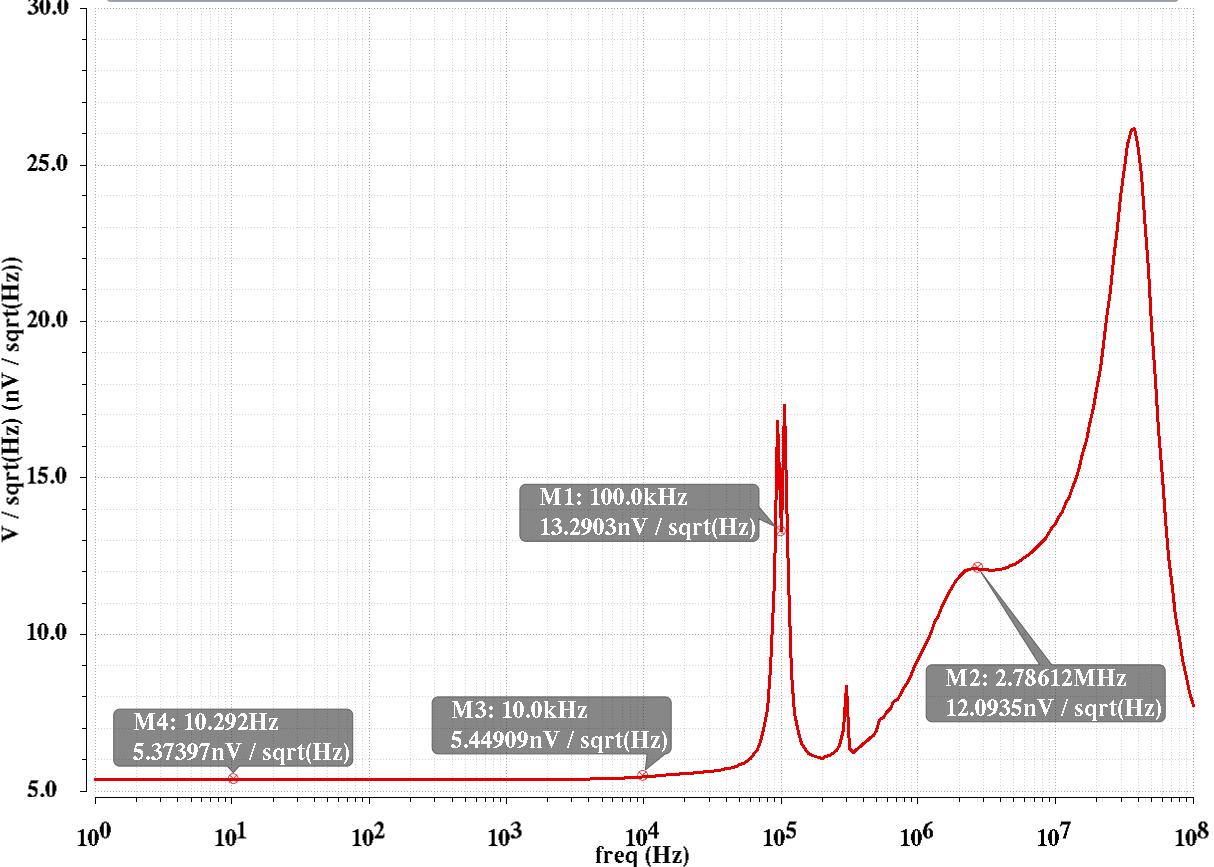 30.0
25.0
20.0
15.0
10.0
5.0
V / sqrt(Hz) (nV / sqrt(Hz))
M1: 100.0kHz
13.2903nV / sqrt(Hz)
M2: 2.78612MHz
12.0935nV / sqrt(Hz)
M3: 10.0kHz
5.44909nV / sqrt(Hz)
M4: 10.292Hz
5.37397nV / sqrt(Hz)
10⁰ 10¹ 10² 10³ 10⁴ 10⁵ 10⁶ 10⁷ 10⁸
freq (Hz)